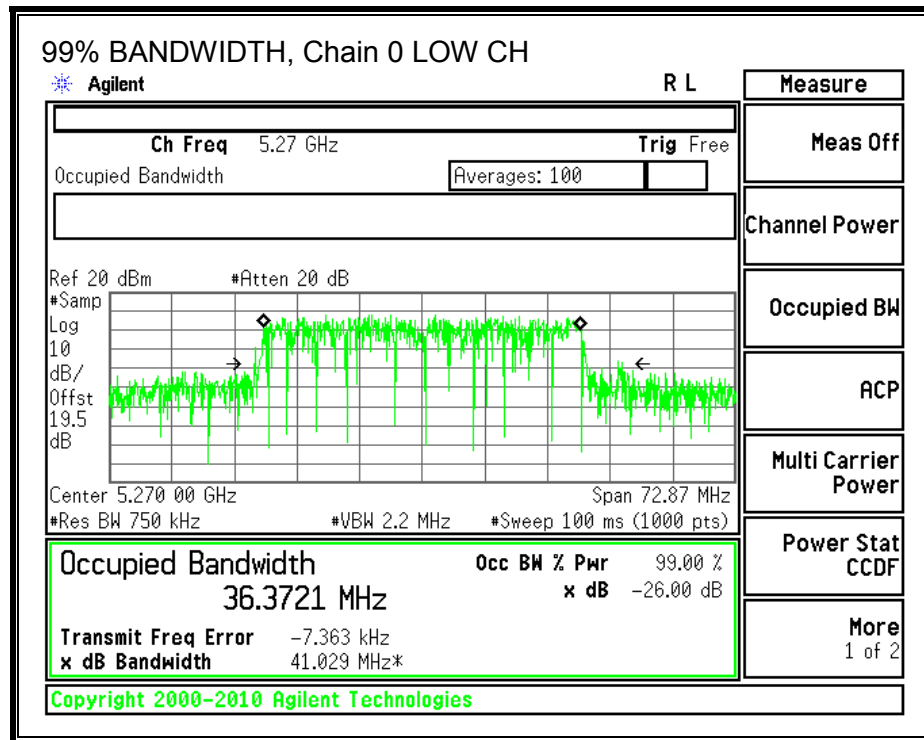 99% BANDWIDTH, Chain 0 LOW CH
Agilent R L
Ch Freq 5.27 GHz Trig Free
Occupied Bandwidth Averages: 100
Ref 20 dBm #Atten 20 dB
#Samp
Log
10
dB/
Offst
19.5
dB
Center 5.270 00 GHz Span 72.87 MHz
#Res BW 750 kHz #VBW 2.2 MHz #Sweep 100 ms (1000 pts)
Occupied Bandwidth Occ BW % Pwr 99.00 %
36.3721 MHz x dB -26.00 dB
Transmit Freq Error -7.363 kHz
x dB Bandwidth 41.029 MHz*
Copyright 2000-2010 Agilent Technologies
Measure
Meas Off
Channel Power
Occupied BW
ACP
Multi Carrier
Power
Power Stat
CCDF
More
1 of 2